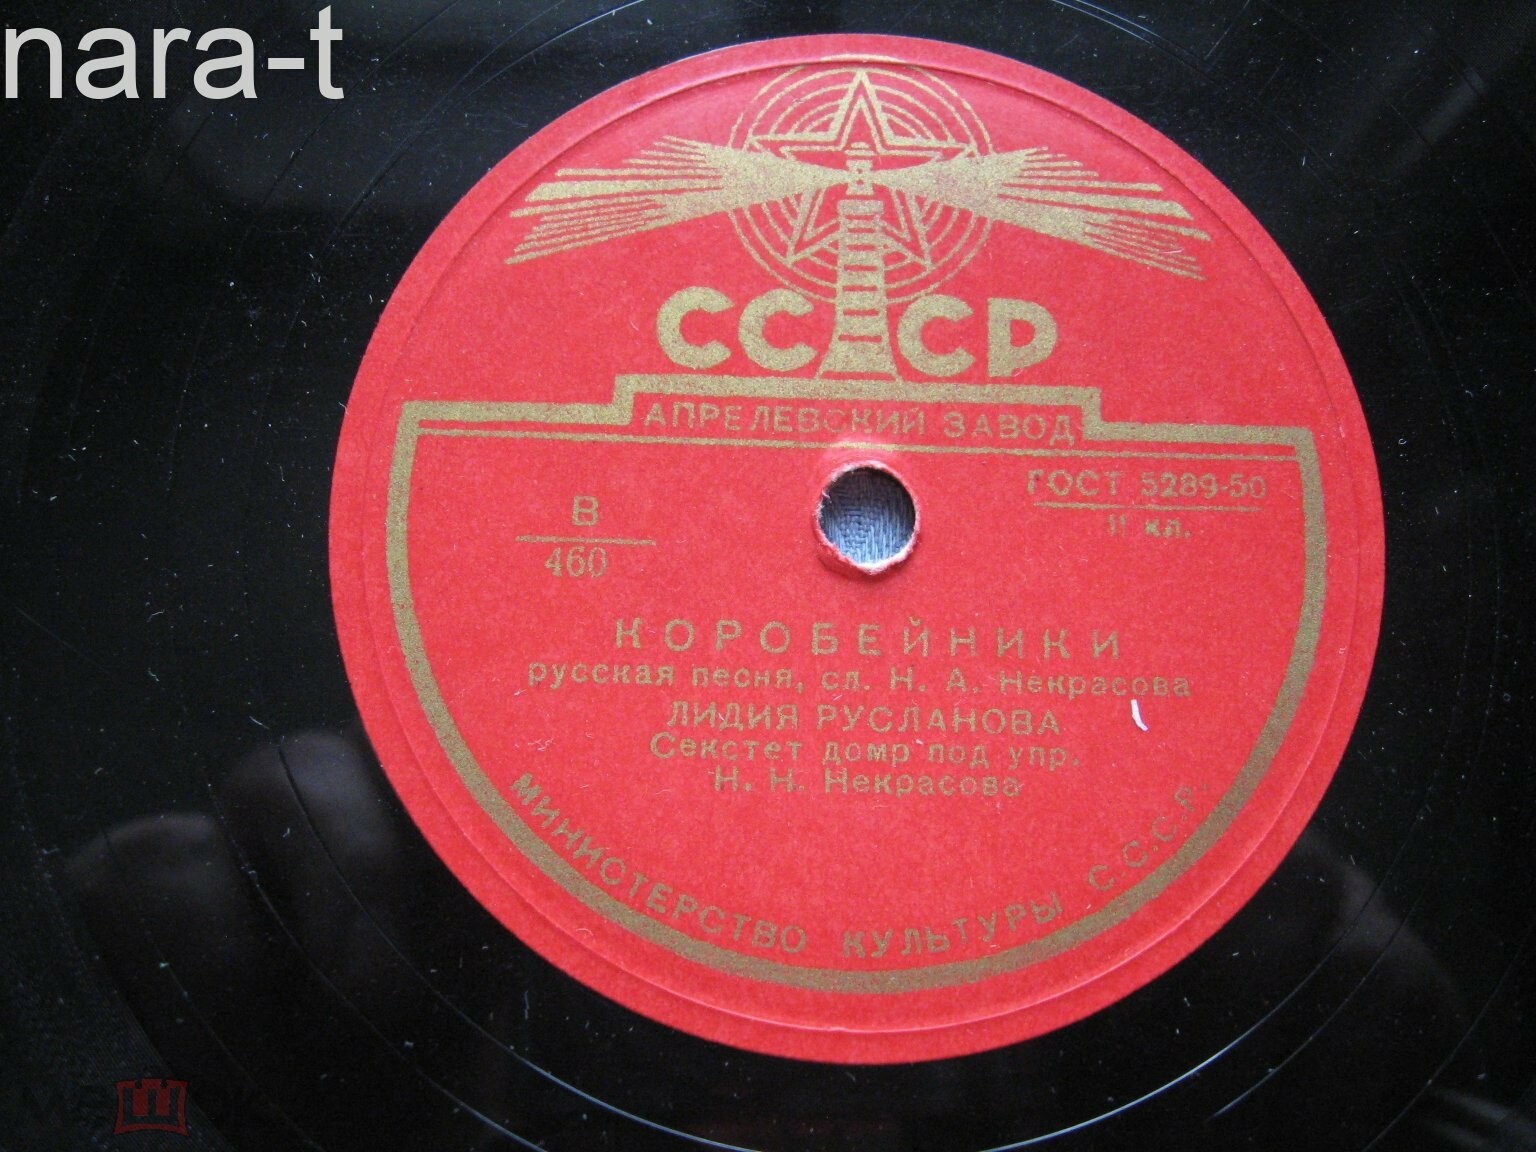 nara-t
СССР
АПРЕЛЕВСКИЙ ЗАВОД
ГОСТ 5289-50
II кл.
В
460
КОРОБЕЙНИКИ
русская песня, сл. Н. А. Некрасова
ЛИДИЯ РУСЛАНОВА
Секстет домр под упр.
Н. Н. Некрасова
МИНИСТЕРСТВО КУЛЬТУРЫ С.С.С.Р.
мешок